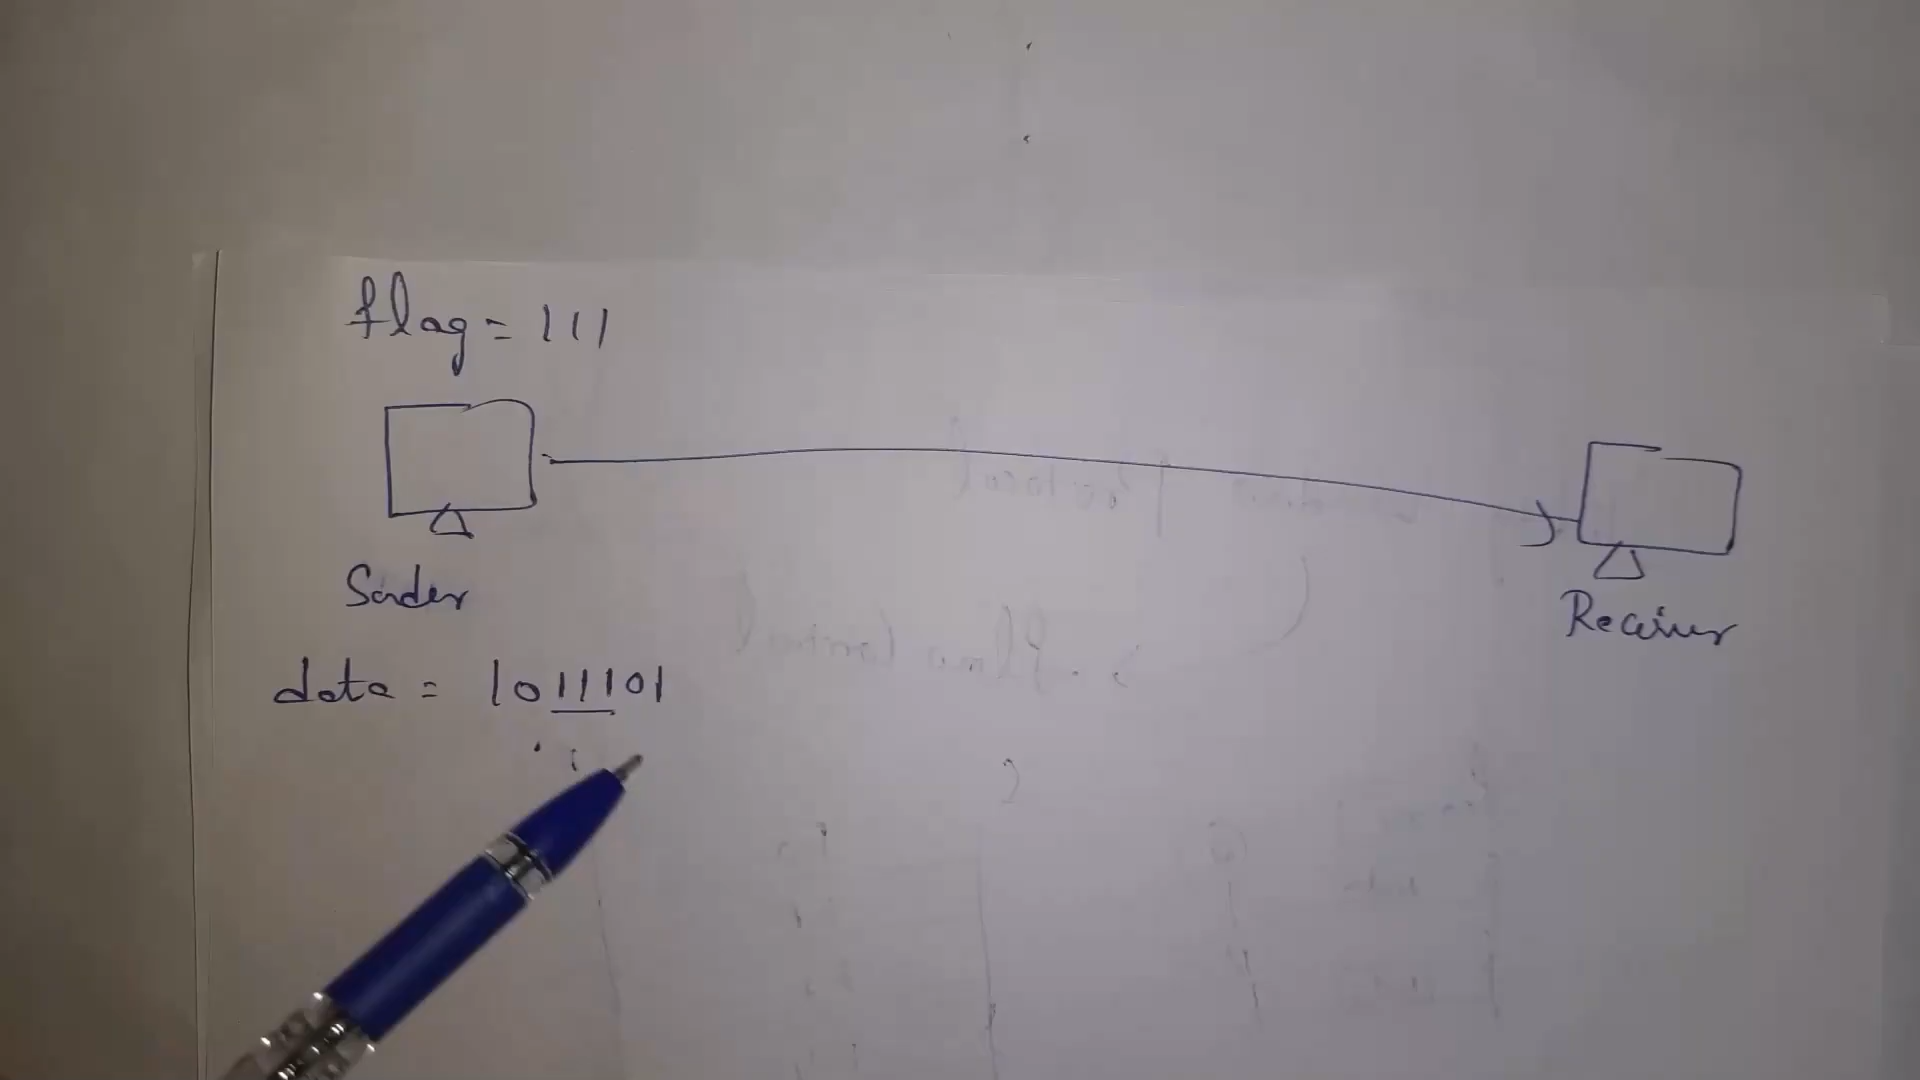 flag = 111
Sender
Receiver
data = 1011101